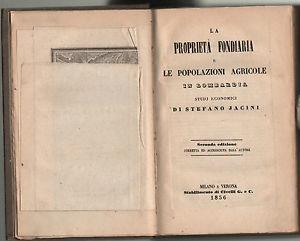 LA
PROPRIETÀ FONDIARIA
E
LE POPOLAZIONI AGRICOLE
IN LOMBARDIA
STUDJ ECONOMICI
DI STEFANO JACINI
Seconda edizione
CORRETTA ED ACCRESCIUTA DALL'AUTORE
MILANO E VERONA
Stabilimento di Civelli G. e C.
1856